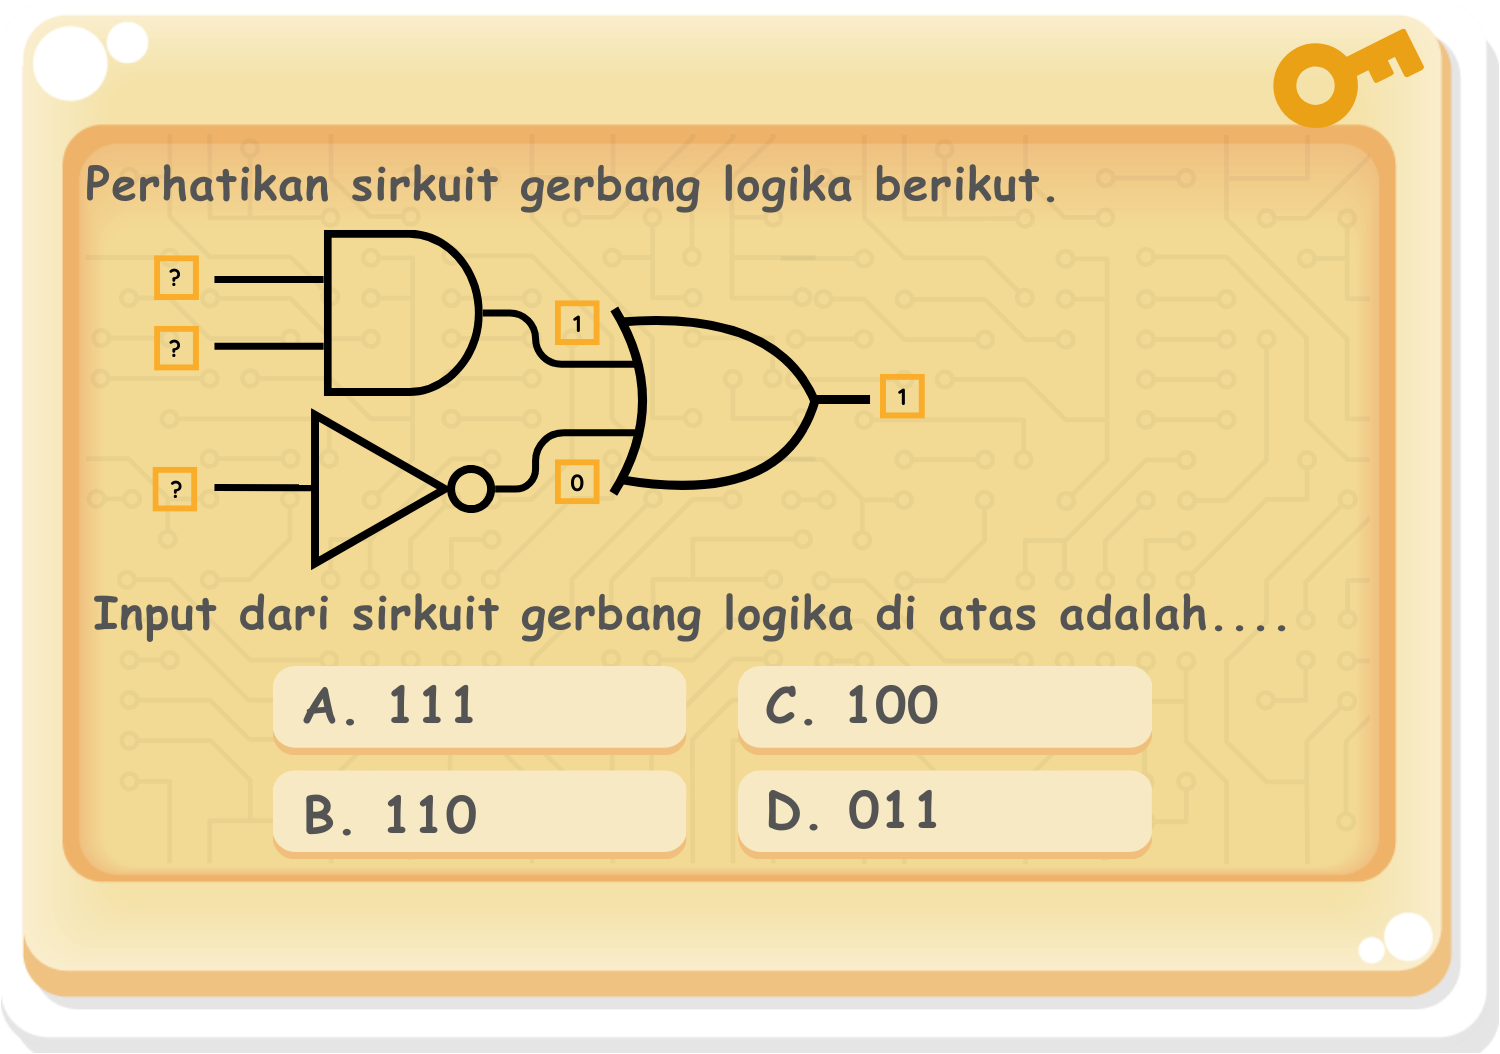 Perhatikan sirkuit gerbang logika berikut.
?
?
1
1
?
0
Input dari sirkuit gerbang logika di atas adalah....
A. 111
C. 100
B. 110
D. 011